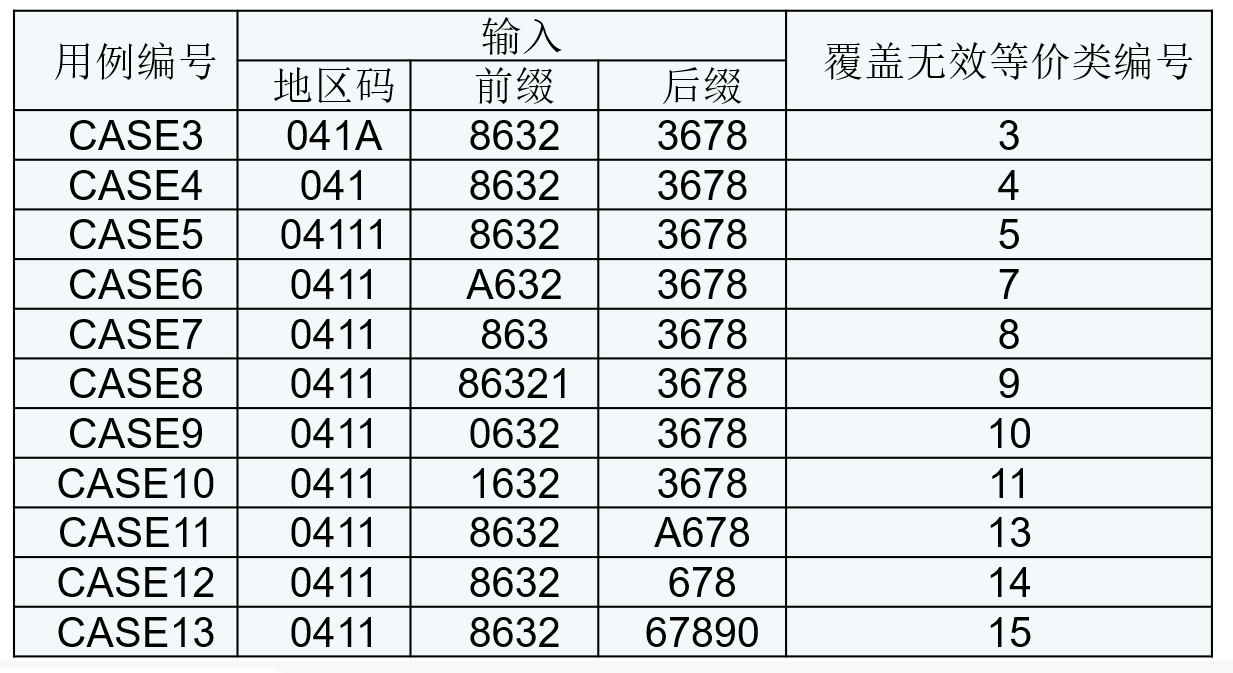 用例编号 输入 覆盖无效等价类编号
地区码 前缀 后缀
CASE3 041A 8632 3678 3
CASE4 041 8632 3678 4
CASE5 04111 8632 3678 5
CASE6 0411 A632 3678 7
CASE7 0411 863 3678 8
CASE8 0411 86321 3678 9
CASE9 0411 0632 3678 10
CASE10 0411 1632 3678 11
CASE11 0411 8632 A678 13
CASE12 0411 8632 678 14
CASE13 0411 8632 67890 15